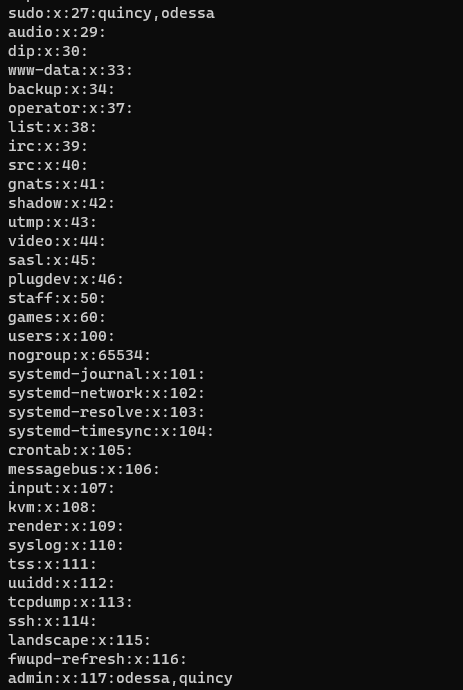 sudo:x:27:quincy,odessa
audio:x:29:
dip:x:30:
www-data:x:33:
backup:x:34:
operator:x:37:
list:x:38:
irc:x:39:
src:x:40:
gnats:x:41:
shadow:x:42:
utmp:x:43:
video:x:44:
sasl:x:45:
plugdev:x:46:
staff:x:50:
games:x:60:
users:x:100:
nogroup:x:65534:
systemd-journal:x:101:
systemd-network:x:102:
systemd-resolve:x:103:
systemd-timesync:x:104:
crontab:x:105:
messagebus:x:106:
input:x:107:
kvm:x:108:
render:x:109:
syslog:x:110:
tss:x:111:
uuidd:x:112:
tcpdump:x:113:
ssh:x:114:
landscape:x:115:
fwupd-refresh:x:116:
admin:x:117:odessa,quincy